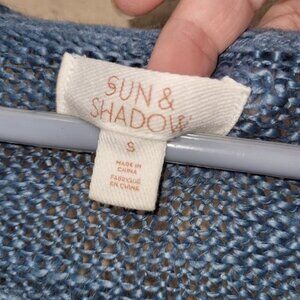 SUN &
SHADOW
S
MADE IN
CHINA
FABRIQUÉ
EN CHINE